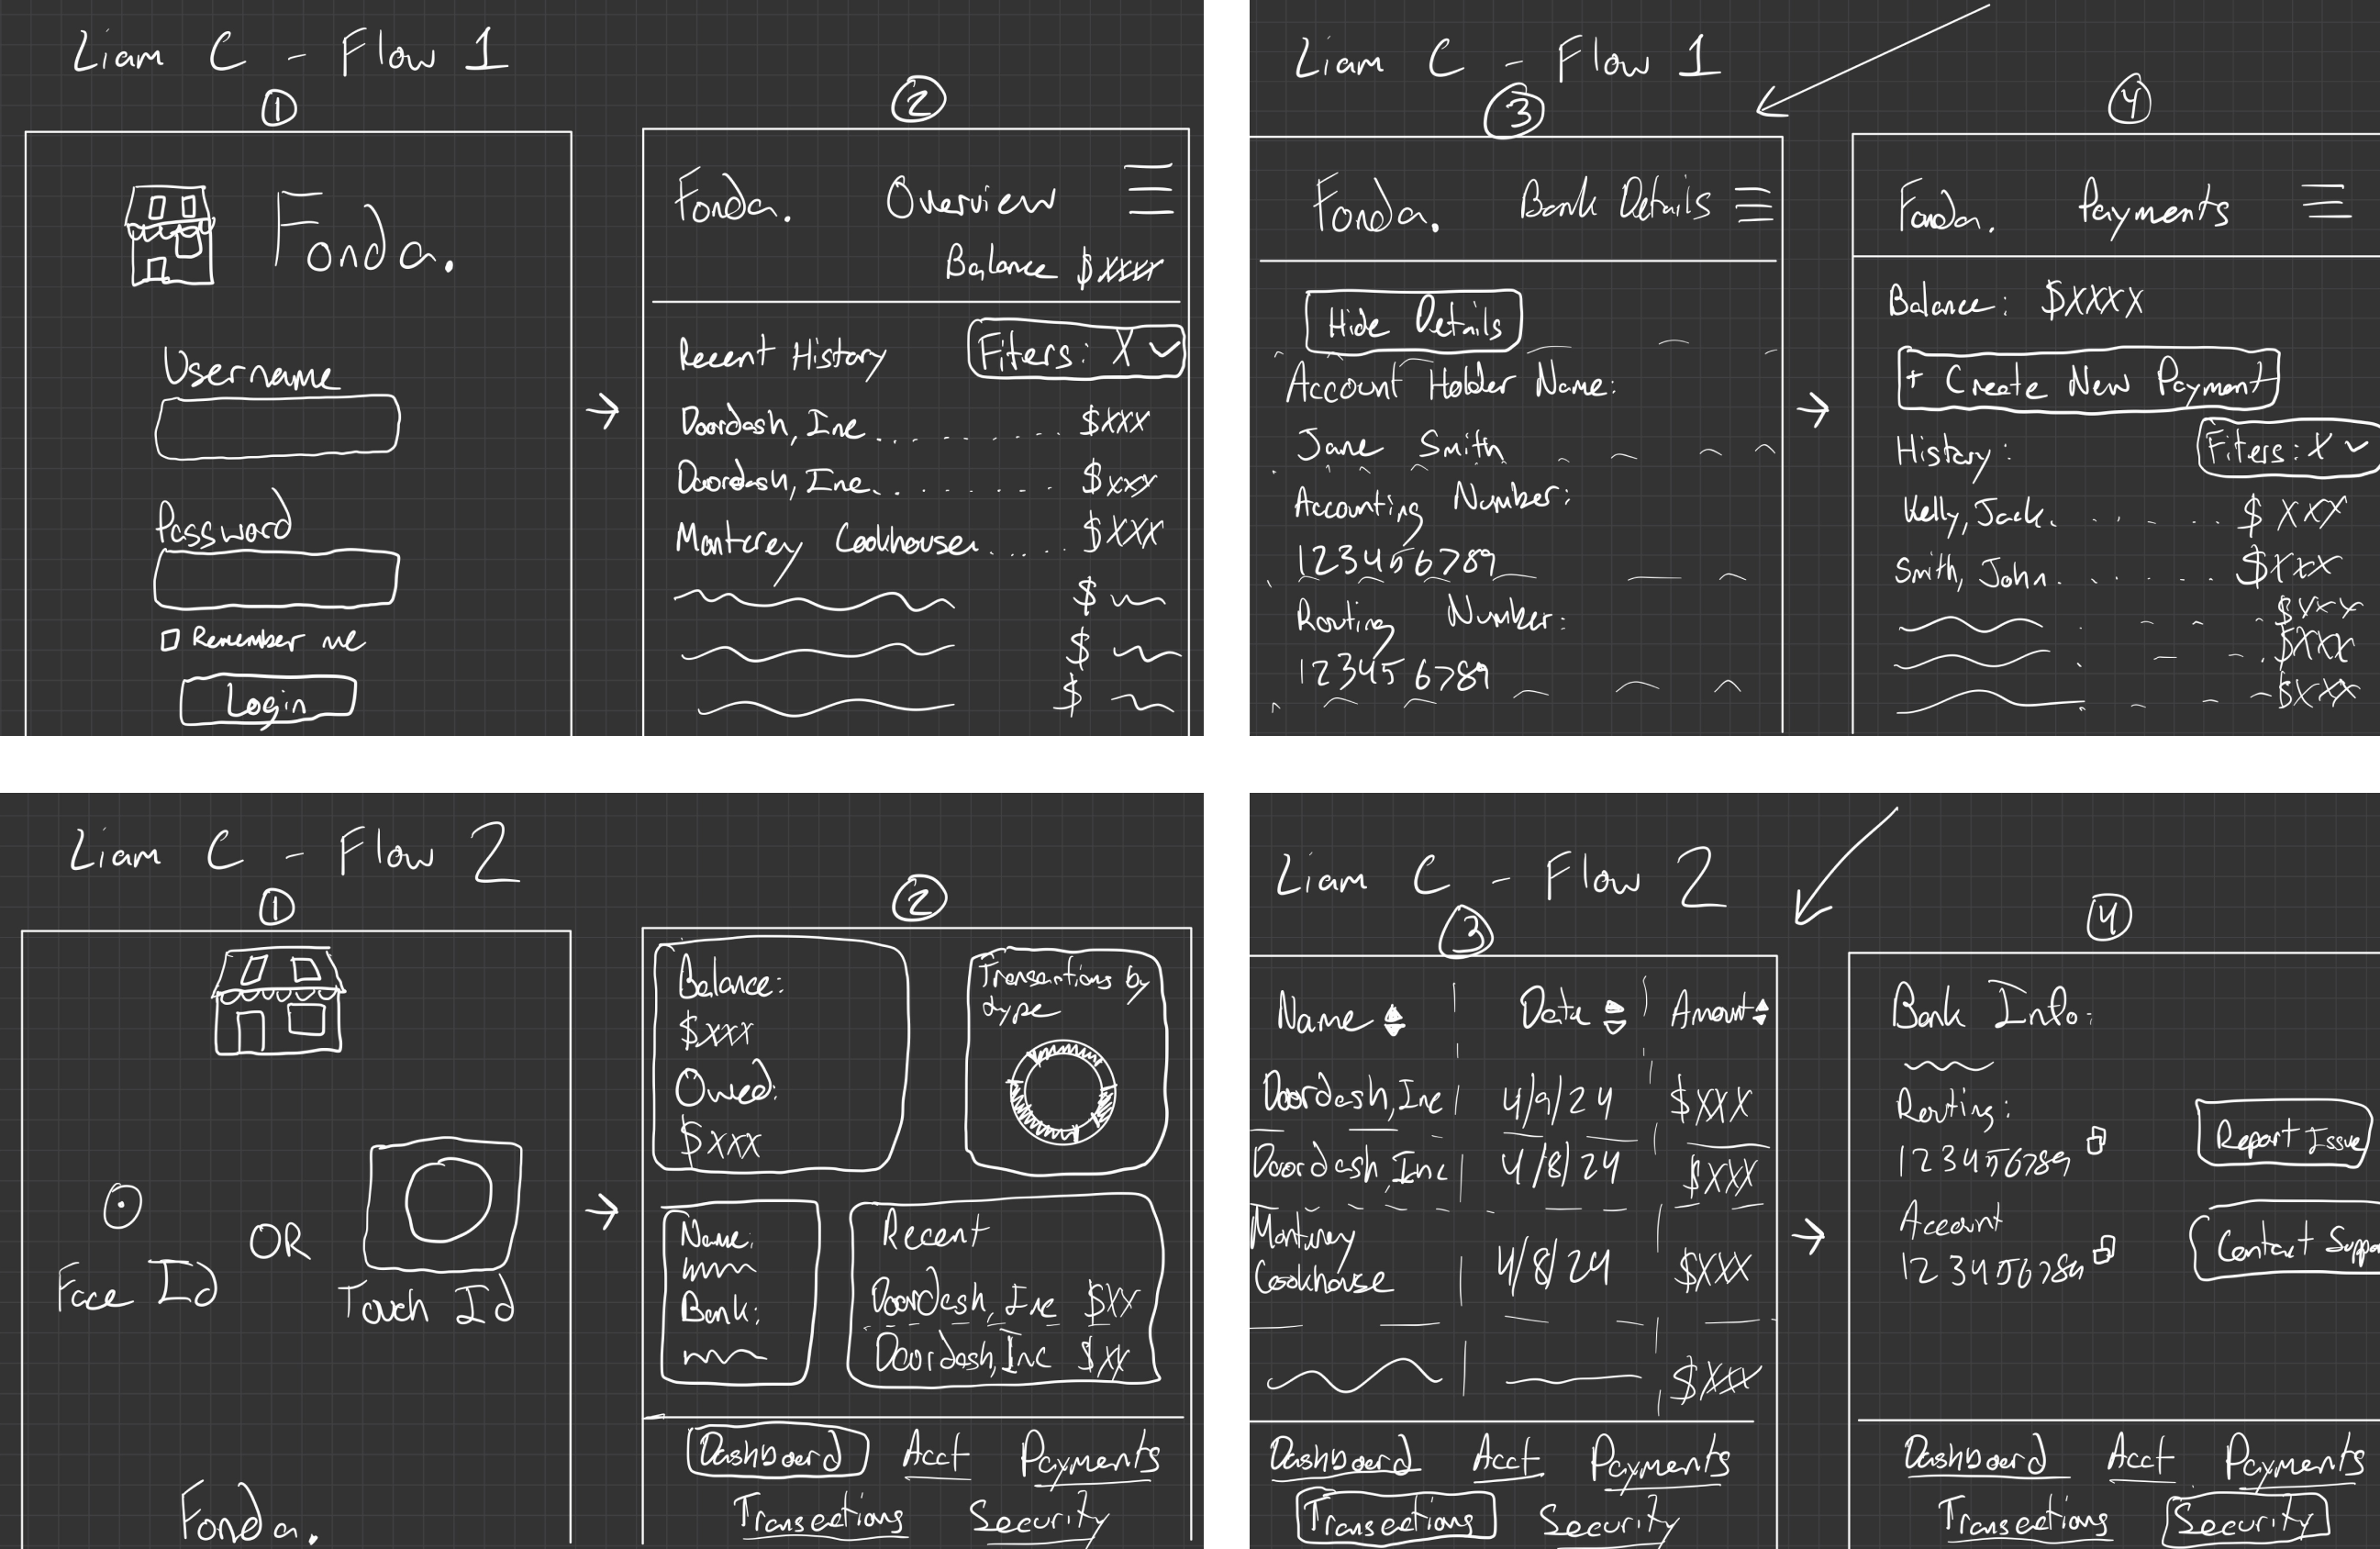 Liam C - Flow 1
①
Fonda.
Username
Password
Remember me
Login
②
Fonda. Overview
Balance $xxxx
Recent History Filters: X
Doordash, Inc. $xxx
Doordash, Inc. $xxy
Monterey Cookhouse $XXX
$
$
$
Liam C - Flow 1
③
Fonda. Bank Details
Hide Details
Account Holder Name:
Jane Smith
Accounting Number:
123456789
Routing Number:
123456789
④
Fonda. Payments
Balance: $XXXX
+ Create New Payment
History: Filters: X
Kelly, Jack. $ XXX
Smith, John. $XXX
$XXX
$XXX
$XXX
Liam C - Flow 2
①
Face Id
OR
Touch Id
Fonda.
②
Balance:
$xxx
Owed:
$xxx
Transactions by
type
Name:
Bank:
Recent
Doordash, Inc $XX
Doordash, Inc $XX
Dashboard Acct Payments
Transactions Security
Liam C - Flow 2
③
Name Date Amount
Doordash, Inc 4/9/24 $XXX
Doordash, Inc 4/8/24 $XXX
Monterey
Cookhouse 4/8/24 $XXX
$XXX
Dashboard Acct Payments
Transactions Security
④
Bank Info:
Routing:
123456789
Account
123456789
Report Issue
Contact Suppo
Dashboard Acct Payments
Transactions Security